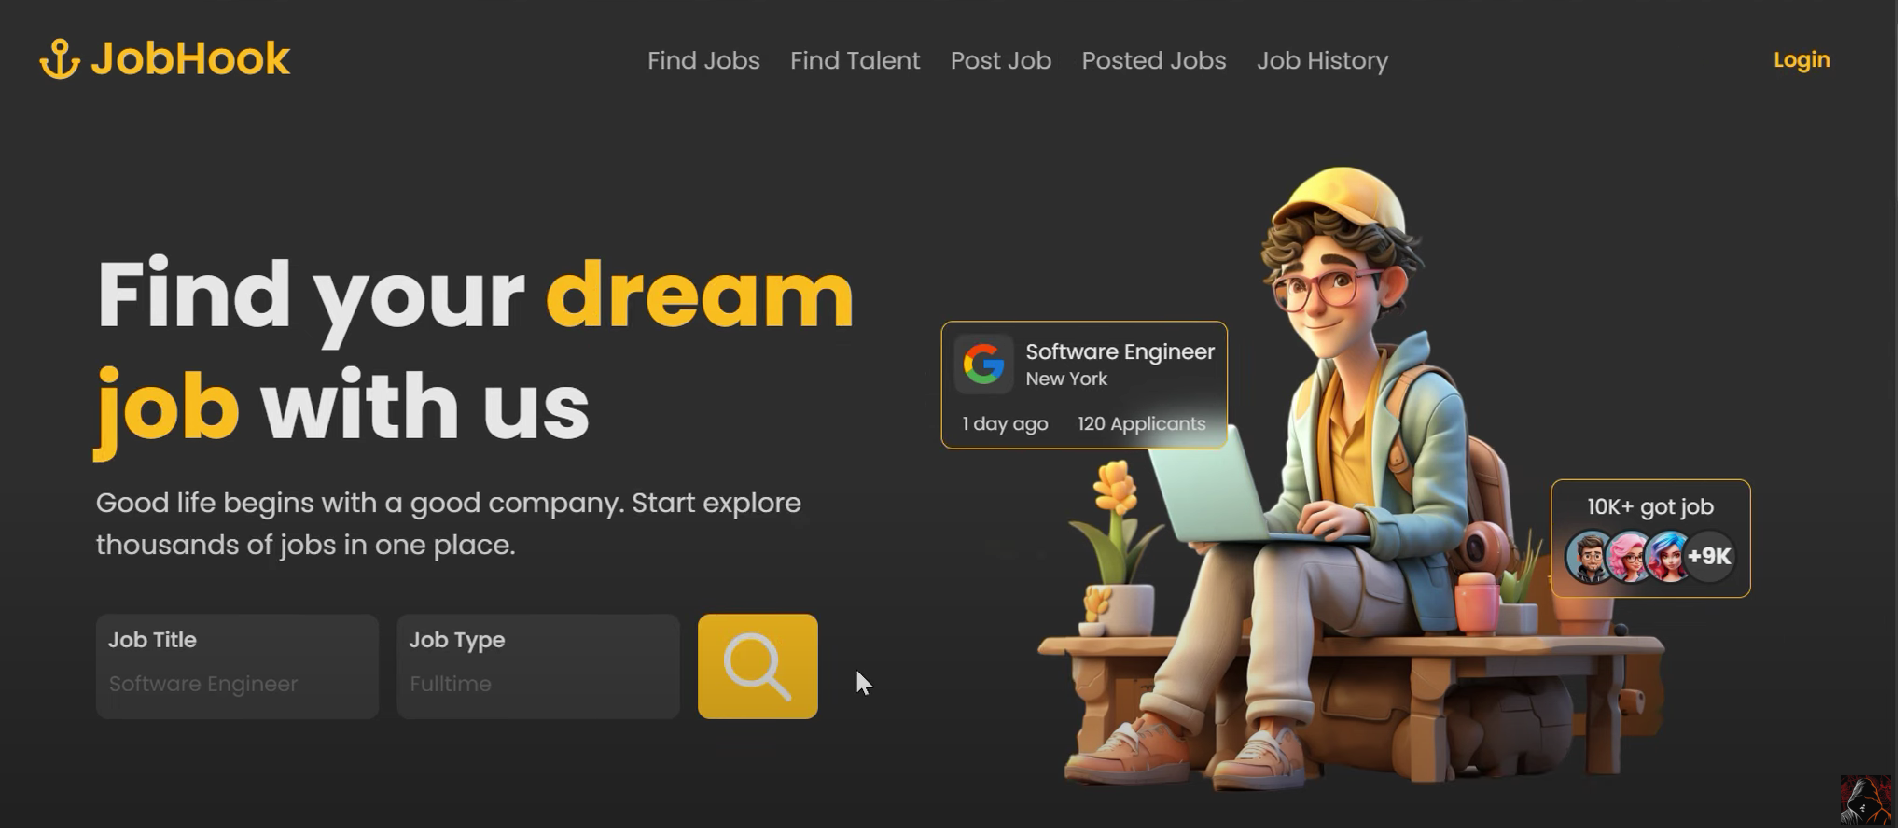 JobHook
Find Jobs
Find Talent
Post Job
Posted Jobs
Job History
Login
Find your dream
job with us
Good life begins with a good company. Start explore
thousands of jobs in one place.
Job Title
Software Engineer
Job Type
Fulltime
Software Engineer
New York
1 day ago
120 Applicants
10K+ got job
+9K